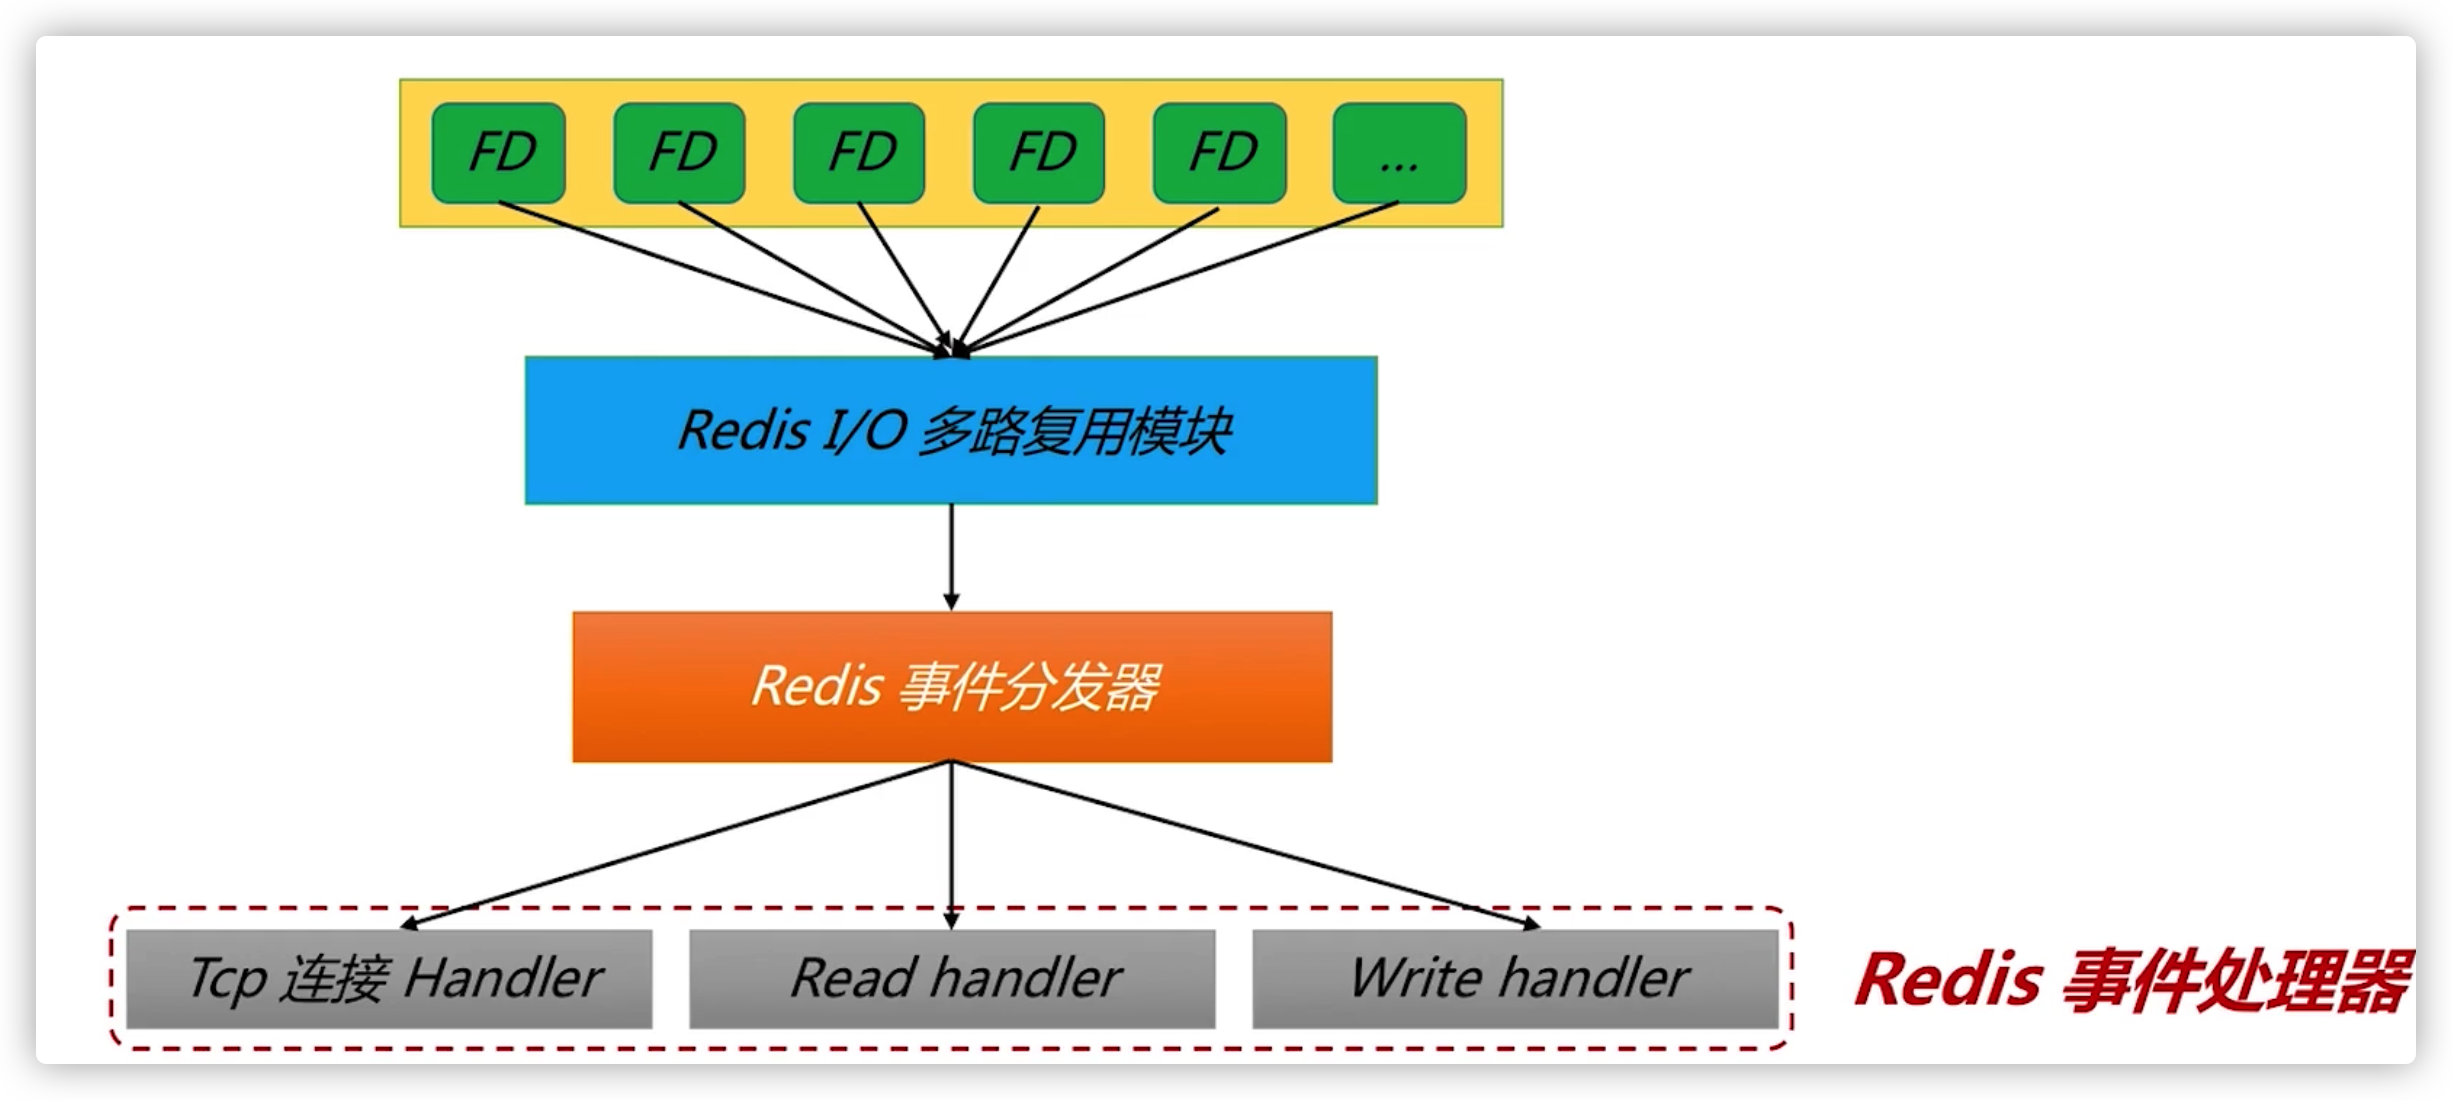 FD
FD
FD
FD
FD
...
Redis I/O 多路复用模块
Redis 事件分发器
Tcp 连接 Handler
Read handler
Write handler
Redis 事件处理器